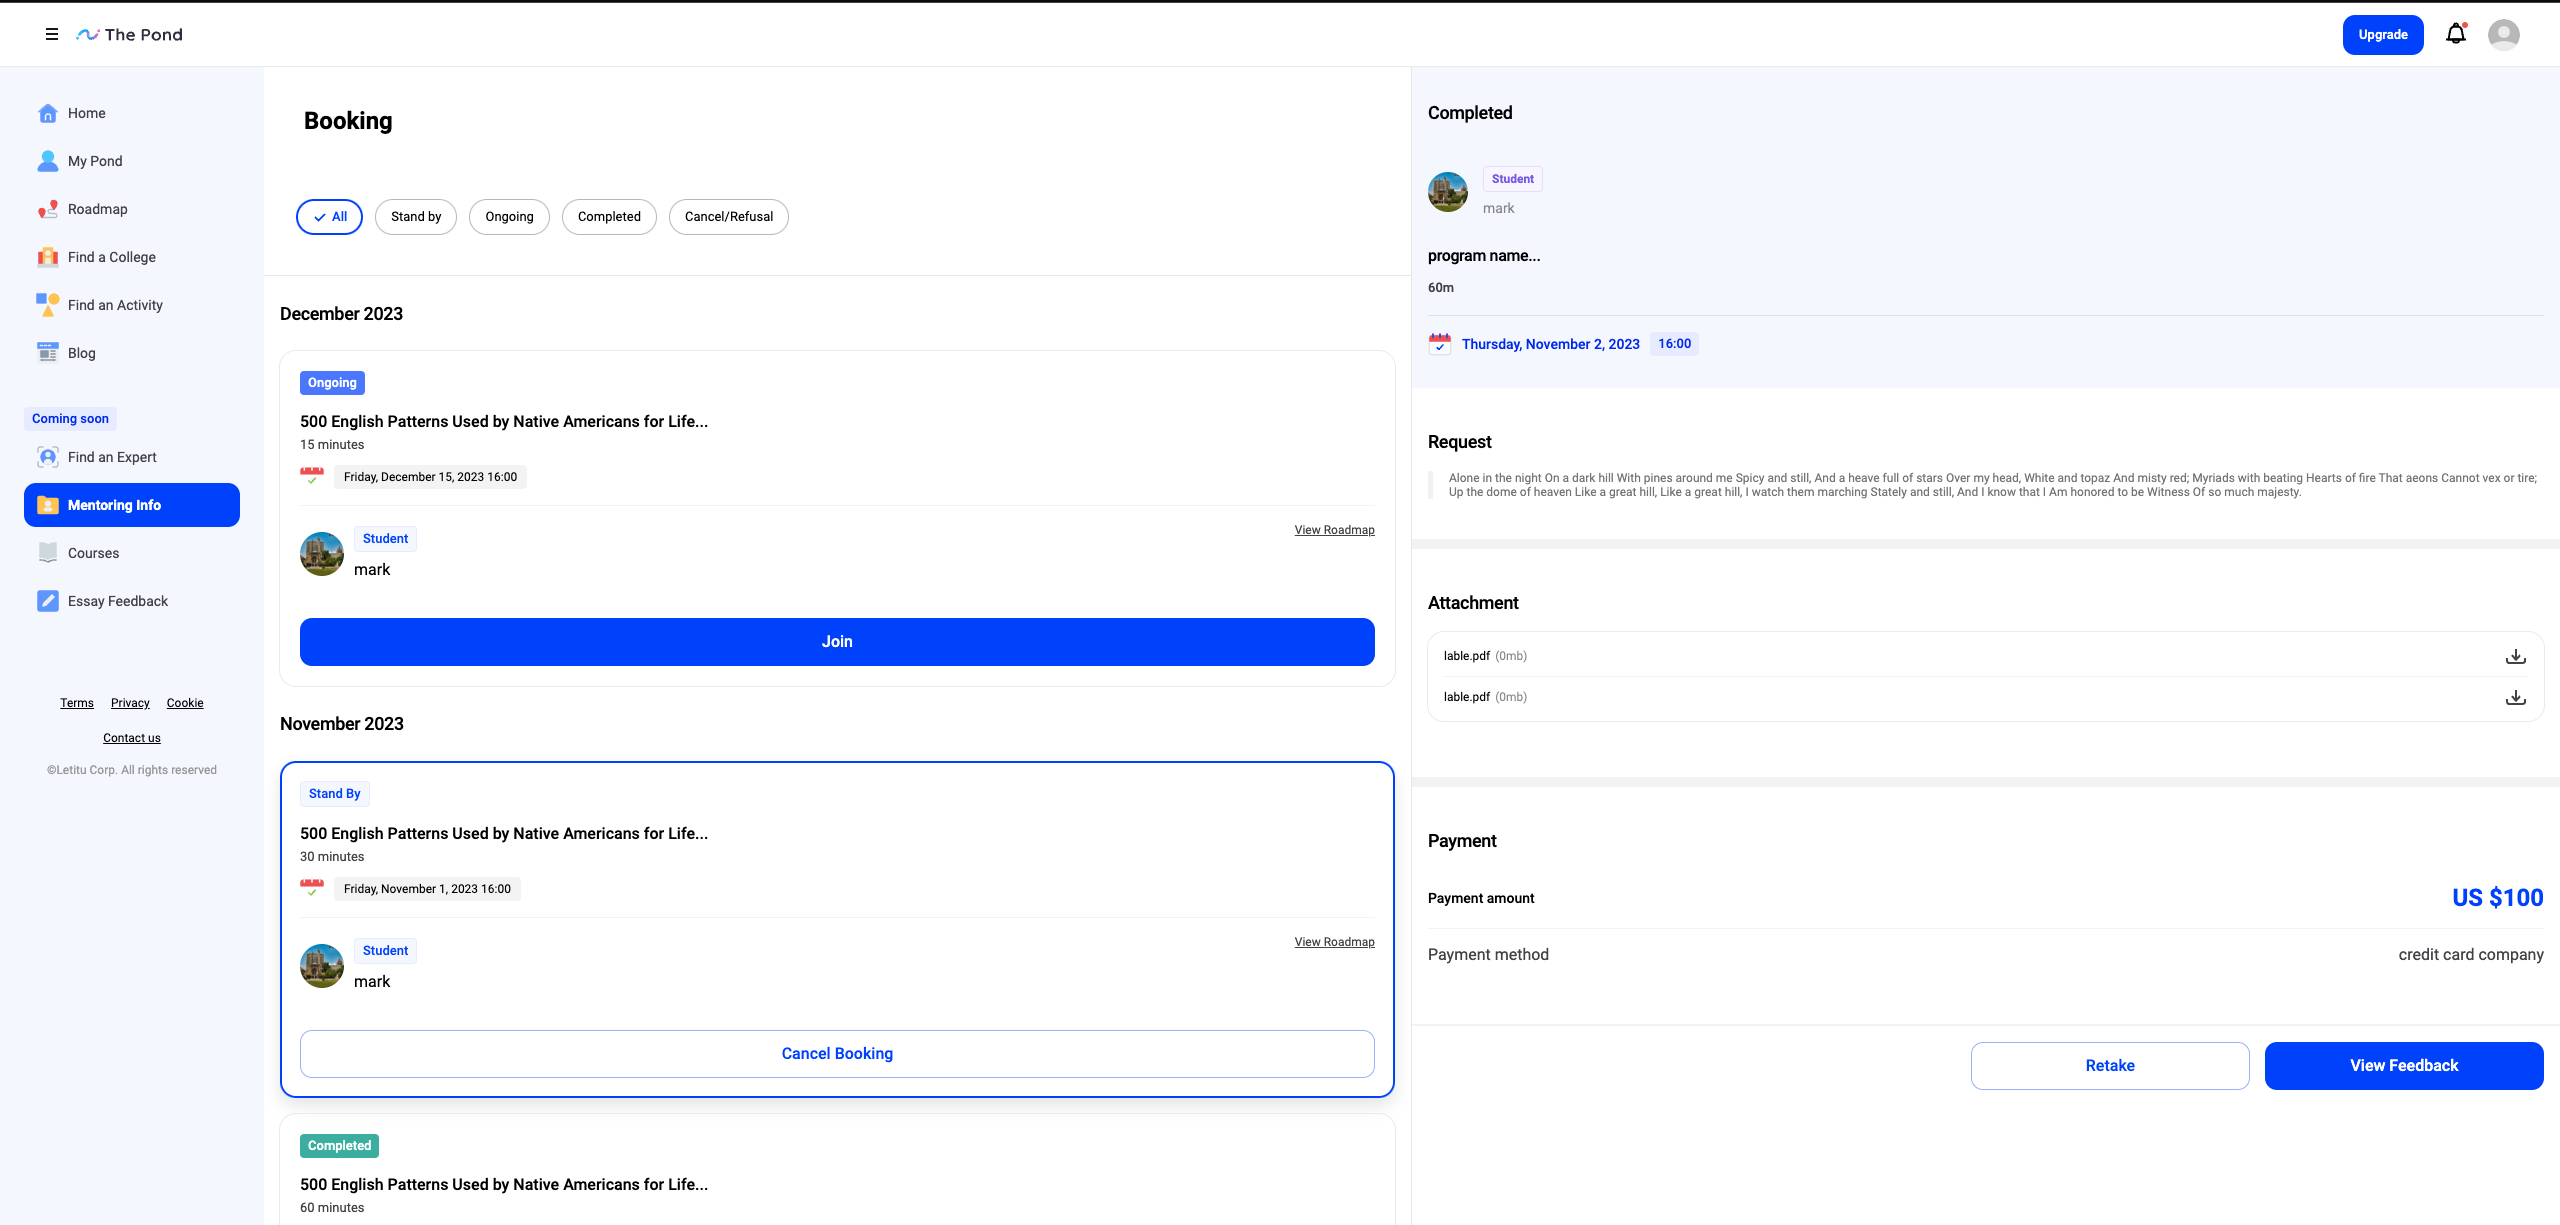 The Pond
Upgrade
Home
My Pond
Roadmap
Find a College
Find an Activity
Blog
Coming soon
Find an Expert
Mentoring Info
Courses
Essay Feedback
Terms Privacy Cookie
Contact us
©Letitu Corp. All rights reserved
Booking
All Stand by Ongoing Completed Cancel/Refusal
December 2023
Ongoing
500 English Patterns Used by Native Americans for Life...
15 minutes
Friday, December 15, 2023 16:00
Student
View Roadmap
mark
Join
November 2023
Stand By
500 English Patterns Used by Native Americans for Life...
30 minutes
Friday, November 1, 2023 16:00
Student
View Roadmap
mark
Cancel Booking
Completed
500 English Patterns Used by Native Americans for Life...
60 minutes
Completed
Student
mark
program name...
60m
Thursday, November 2, 2023 16:00
Request
Alone in the night On a dark hill With pines around me Spicy and still, And a heave full of stars Over my head, White and topaz And misty red; Myriads with beating Hearts of fire That aeons Cannot vex or tire;
Up the dome of heaven Like a great hill, Like a great hill, I watch them marching Stately and still, And I know that I Am honored to be Witness Of so much majesty.
Attachment
lable.pdf (0mb)
lable.pdf (0mb)
Payment
Payment amount US $100
Payment method credit card company
Retake View Feedback